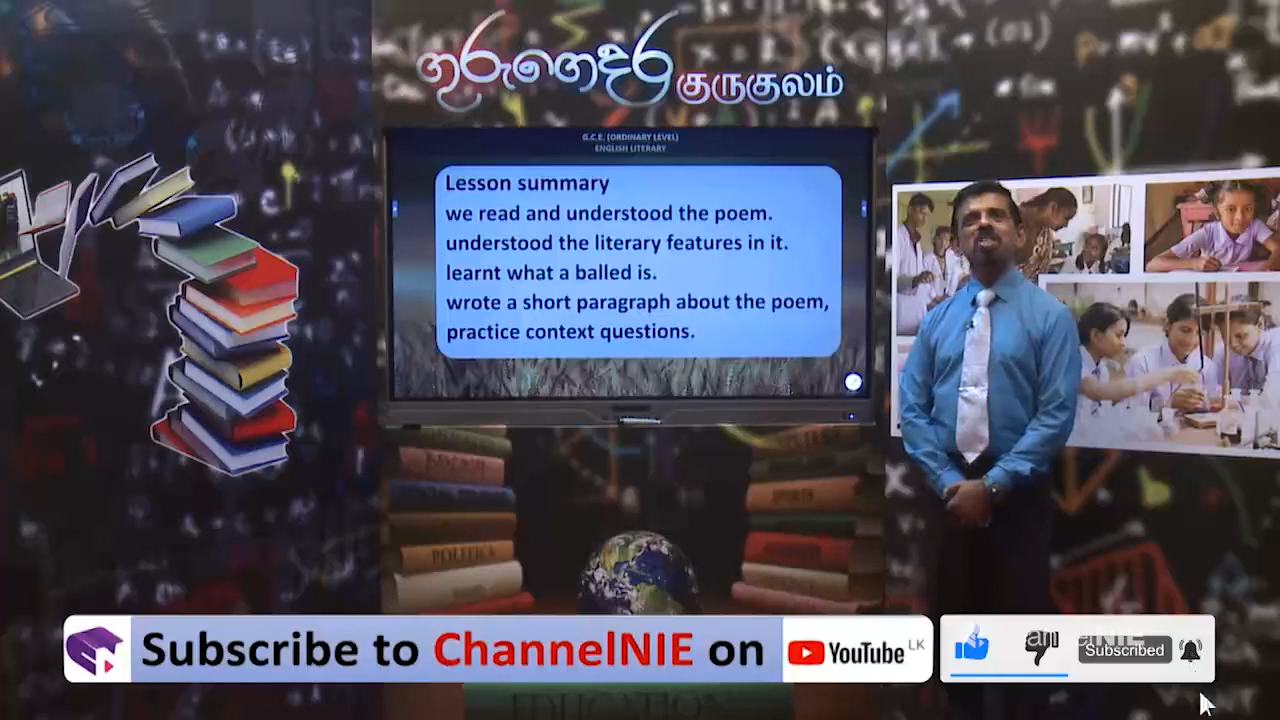 ගුරුගෙදර
குருகுலம்
G.C.E. (ORDINARY LEVEL)
ENGLISH LITERARY
Lesson summary
we read and understood the poem.
understood the literary features in it.
learnt what a balled is.
wrote a short paragraph about the poem,
practice context questions.
POLITICS
SPORTS
Subscribe to ChannelNIE on YouTube LK
Subscribed
EDUCATION